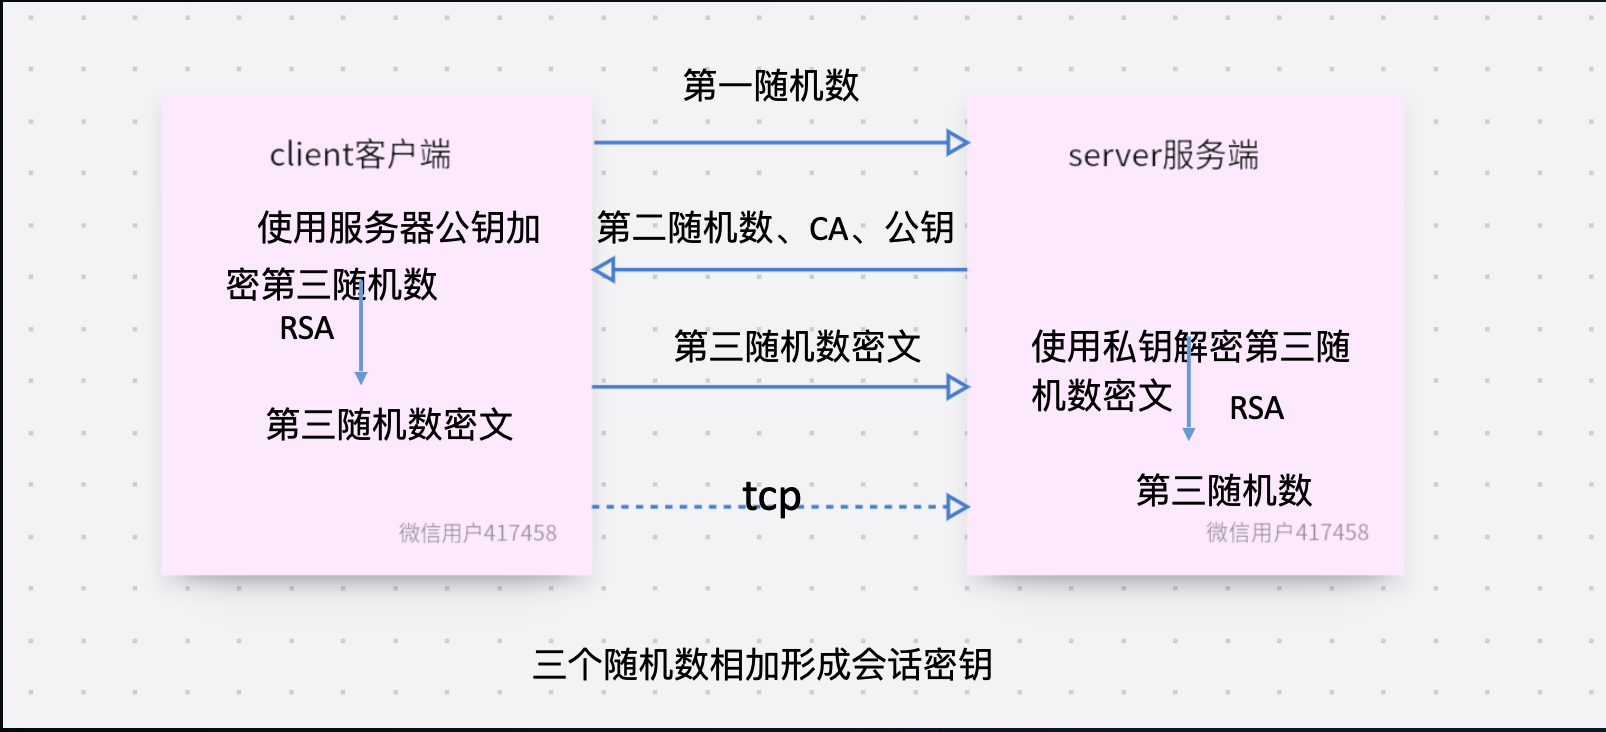 第一随机数
client客户端
server服务端
使用服务器公钥加
密第三随机数
RSA
第三随机数密文
微信用户417458
第二随机数、CA、公钥
第三随机数密文
tcp
使用私钥解密第三随
机数密文
RSA
第三随机数
微信用户417458
三个随机数相加形成会话密钥